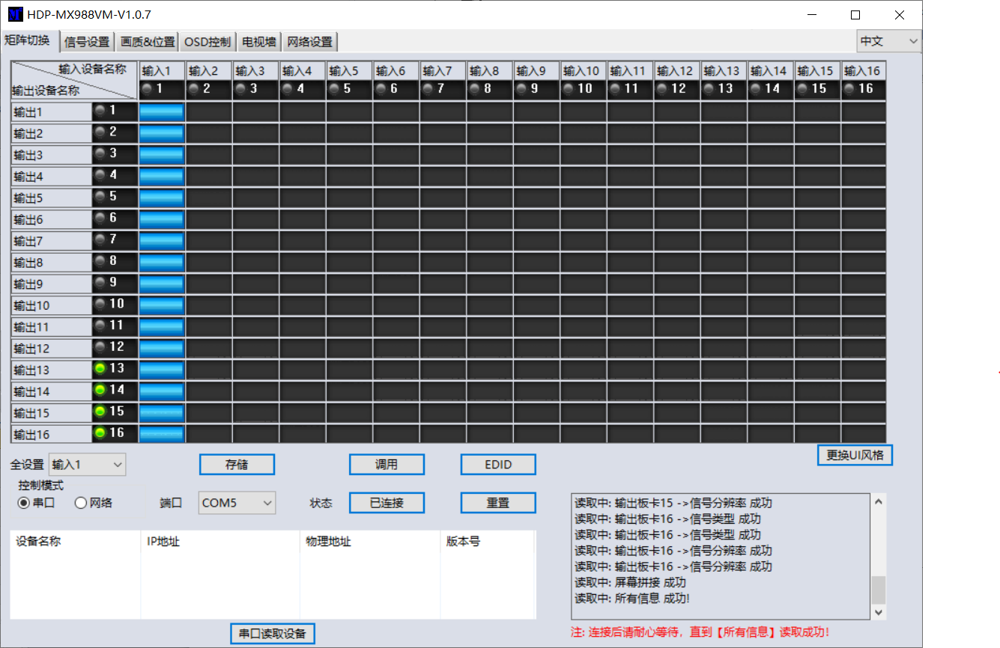 HDP-MX988VM-V1.0.7
矩阵切换 信号设置 画质&位置 OSD控制 电视墙 网络设置 中文
输入设备名称 输入1 输入2 输入3 输入4 输入5 输入6 输入7 输入8 输入9 输入10 输入11 输入12 输入13 输入14 输入15 输入16
输出设备名称 1 2 3 4 5 6 7 8 9 10 11 12 13 14 15 16
输出1 1
输出2 2
输出3 3
输出4 4
输出5 5
输出6 6
输出7 7
输出8 8
输出9 9
输出10 10
输出11 11
输出12 12
输出13 13
输出14 14
输出15 15
输出16 16
更换UI风格
全设置 输入1 存储 调用 EDID
控制模式
串口 网络 端口 COM5 状态 已连接 重置
设备名称 IP地址 物理地址 版本号
串口读取设备
读取中: 输出板卡15 ->信号分辨率 成功
读取中: 输出板卡16 ->信号类型 成功
读取中: 输出板卡16 ->信号类型 成功
读取中: 输出板卡16 ->信号分辨率 成功
读取中: 输出板卡16 ->信号分辨率 成功
读取中: 屏幕拼接 成功
读取中: 所有信息 成功!
注: 连接后请耐心等待，直到【所有信息】读取成功!